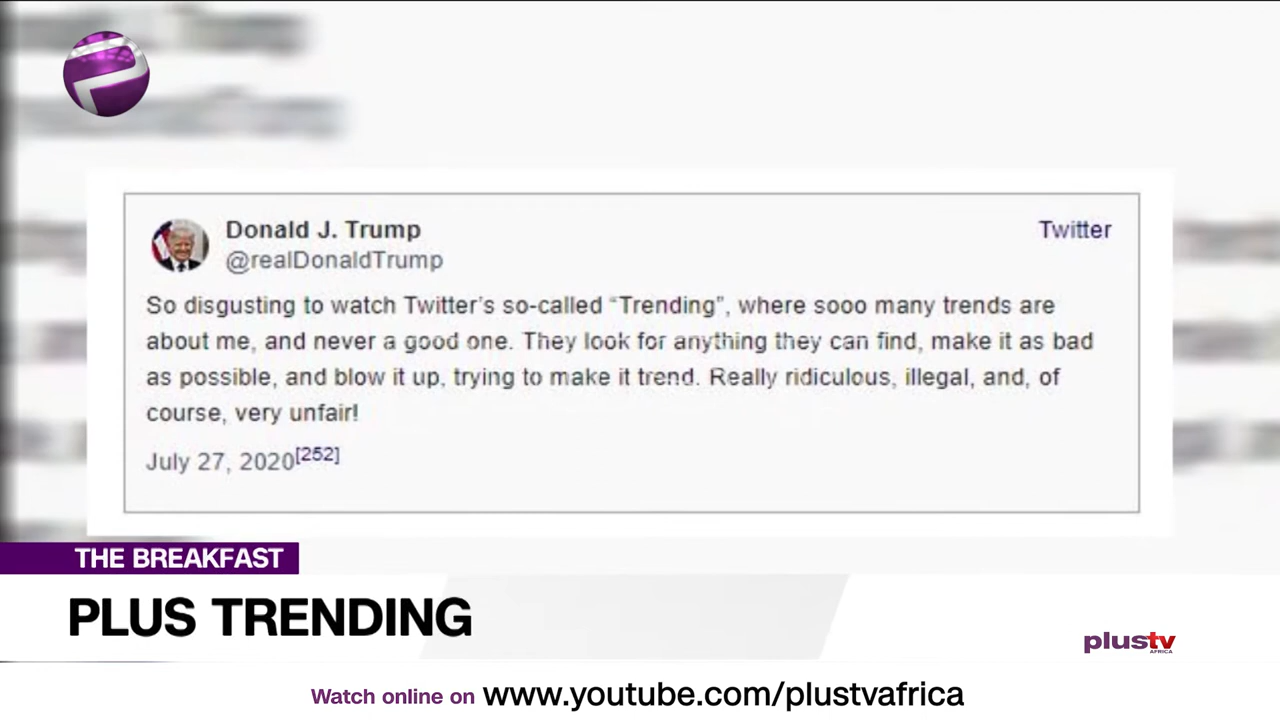 Donald J. Trump
Twitter
@realDonaldTrump
So disgusting to watch Twitter's so-called “Trending”, where sooo many trends are
about me, and never a good one. They look for anything they can find, make it as bad
as possible, and blow it up, trying to make it trend. Really ridiculous, illegal, and, of
course, very unfair!
July 27, 2020[252]
THE BREAKFAST
PLUS TRENDING
plustv
AFRICA
Watch online on www.youtube.com/plustvafrica